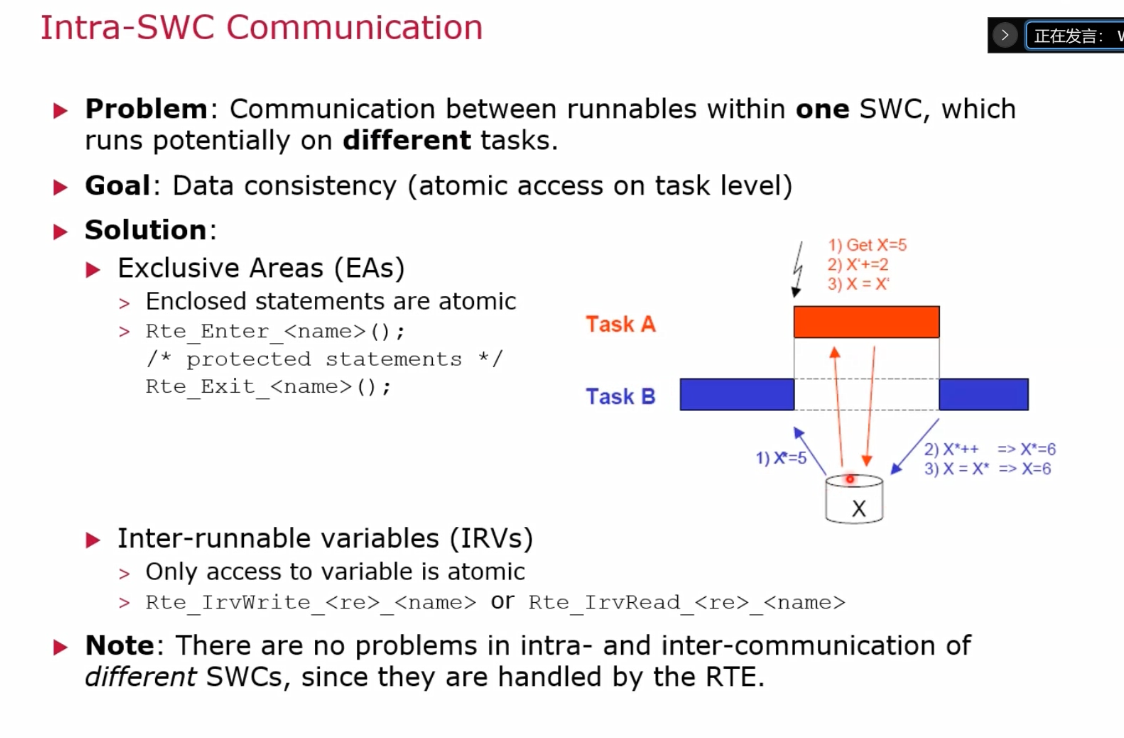 Intra-SWC Communication
正在发言:
Problem: Communication between runnables within one SWC, which
runs potentially on different tasks.
Goal: Data consistency (atomic access on task level)
Solution:
Exclusive Areas (EAs)
> Enclosed statements are atomic
> Rte_Enter_<name>();
/* protected statements */
Rte_Exit_<name>();
1) Get X'=5
2) X'+=2
3) X = X'
Task A
Task B
1) X*=5
2) X*++ => X*=6
3) X = X* => X=6
X
Inter-runnable variables (IRVs)
> Only access to variable is atomic
> Rte_IrvWrite_<re>_<name> or Rte_IrvRead_<re>_<name>
Note: There are no problems in intra- and inter-communication of
different SWCs, since they are handled by the RTE.